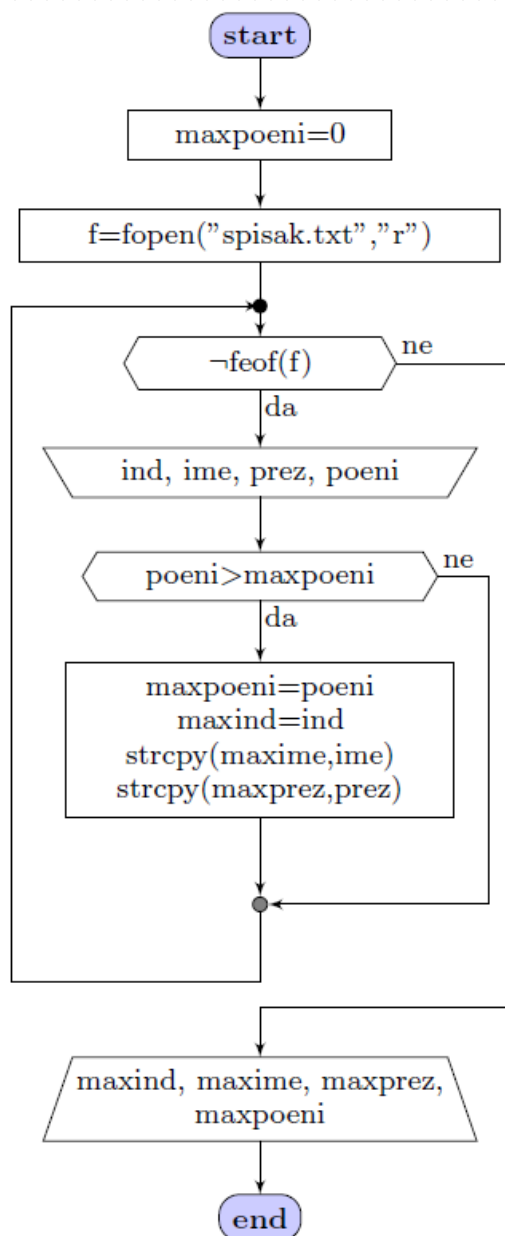 start
maxpoeni=0
f=fopen("spisak.txt","r")
¬feof(f)
ne
da
ind, ime, prez, poeni
poeni>maxpoeni
ne
da
maxpoeni=poeni
maxind=ind
strcpy(maxime,ime)
strcpy(maxprez,prez)
maxind, maxime, maxprez,
maxpoeni
end